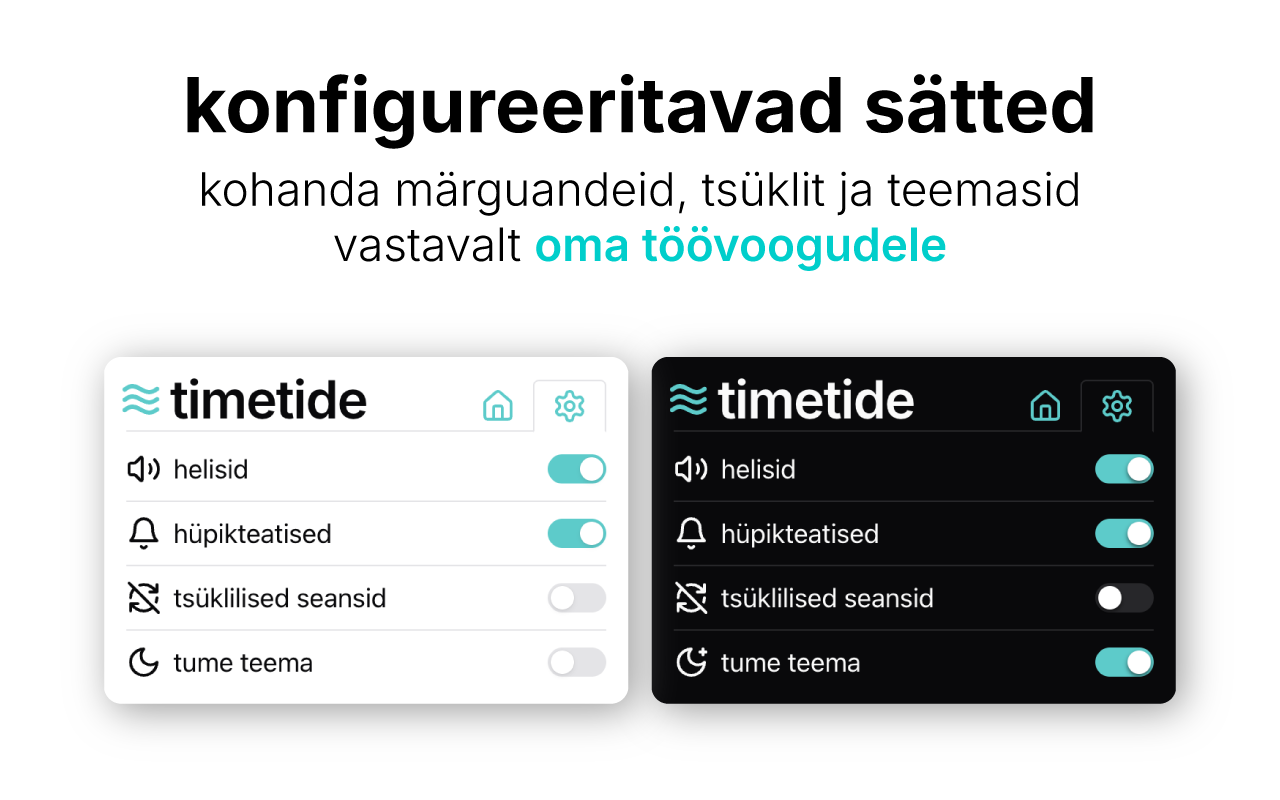 konfigureeritavad sätted
kohanda märguandeid, tsüklit ja teemasid
vastavalt oma töövoogudele
timetide
helisid
hüpikteatised
tsüklilised seansid
tume teema
timetide
helisid
hüpikteatised
tsüklilised seansid
tume teema